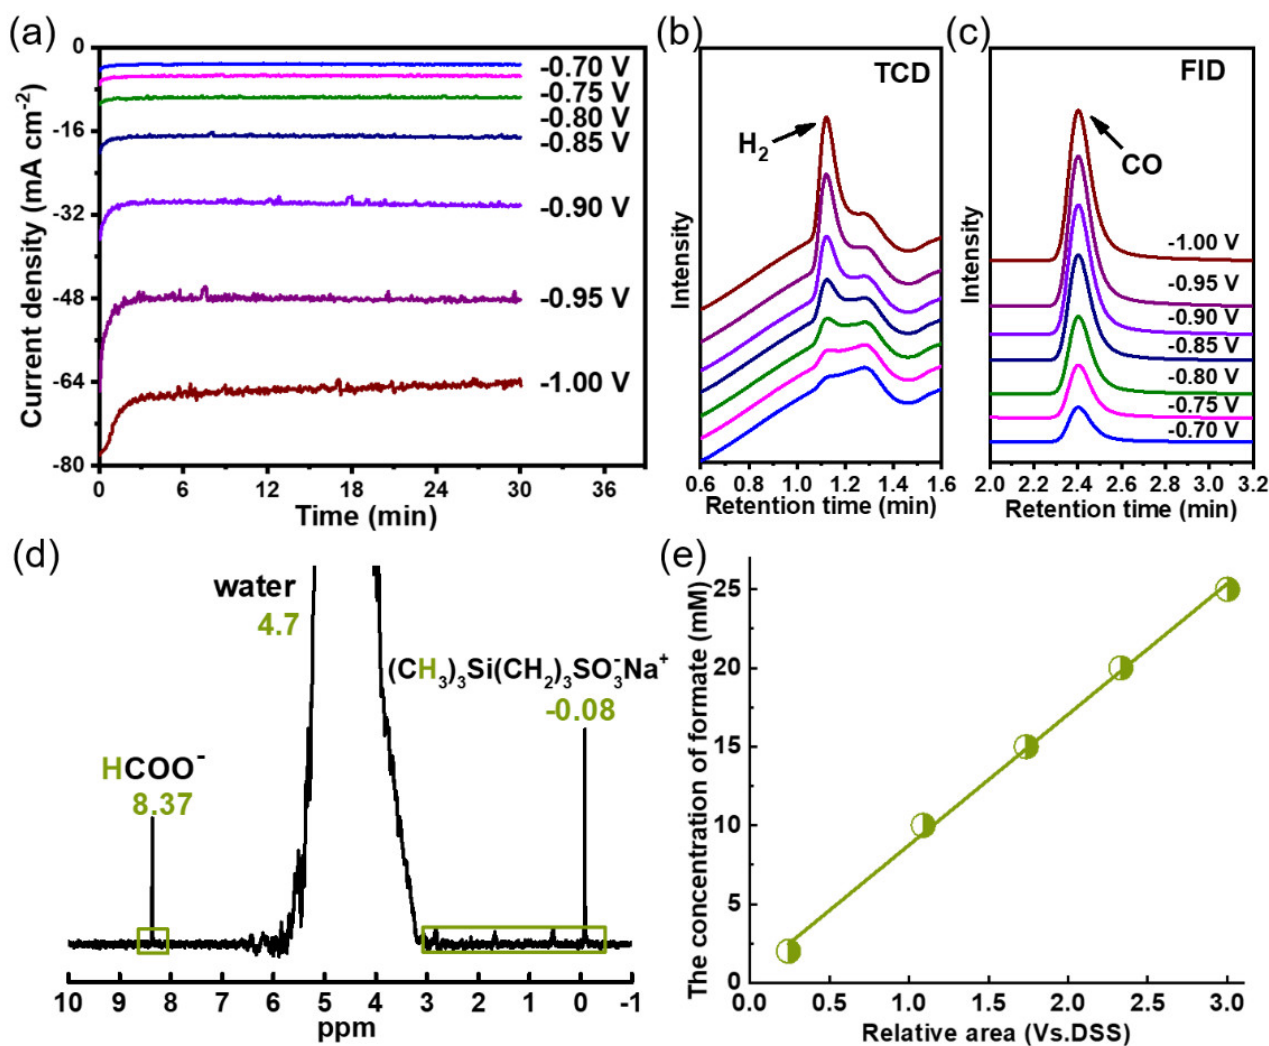 (a)
0
-16
-32
-48
-64
-80
Current density (mA cm⁻²)
-0.70 V
-0.75 V
-0.80 V
-0.85 V
-0.90 V
-0.95 V
-1.00 V
0 6 12 18 24 30 36
Time (min)
(b)
TCD
H₂
Intensity
0.6 0.8 1.0 1.2 1.4 1.6
Retention time (min)
(c)
FID
CO
Intensity
-1.00 V
-0.95 V
-0.90 V
-0.85 V
-0.80 V
-0.75 V
-0.70 V
2.0 2.2 2.4 2.6 2.8 3.0 3.2
Retention time (min)
(d)
water
4.7
(CH₃)₃Si(CH₂)₃SO₃⁻Na⁺
-0.08
HCOO⁻
8.37
10 9 8 7 6 5 4 3 2 1 0 -1
ppm
(e)
The concentration of formate (mM)
25
20
15
10
5
0
0.0 0.5 1.0 1.5 2.0 2.5 3.0
Relative area (Vs.DSS)